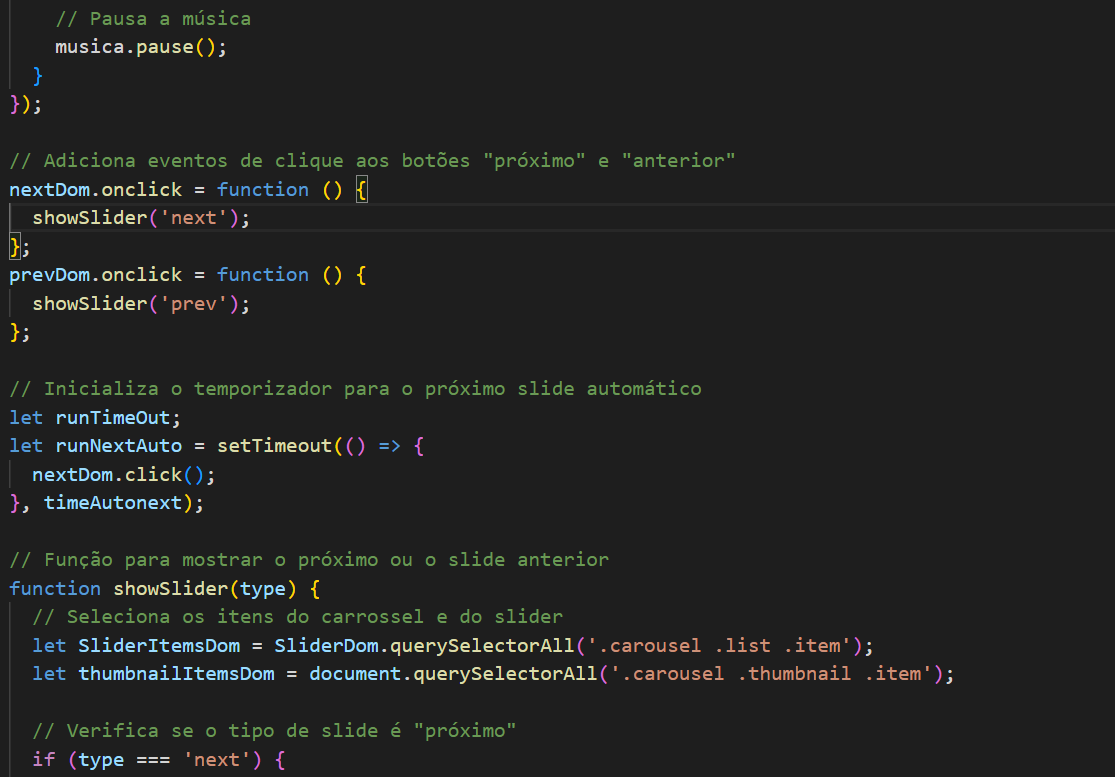 // Pausa a música
musica.pause();
}
});
// Adiciona eventos de clique aos botões "próximo" e "anterior"
nextDom.onclick = function () {
showSlider('next');
};
prevDom.onclick = function () {
showSlider('prev');
};
// Inicializa o temporizador para o próximo slide automático
let runTimeOut;
let runNextAuto = setTimeout(() => {
nextDom.click();
}, timeAutonext);
// Função para mostrar o próximo ou o slide anterior
function showSlider(type) {
// Seleciona os itens do carrossel e do slider
let SliderItemsDom = SliderDom.querySelectorAll('.carousel .list .item');
let thumbnailItemsDom = document.querySelectorAll('.carousel .thumbnail .item');
// Verifica se o tipo de slide é "próximo"
if (type === 'next') {